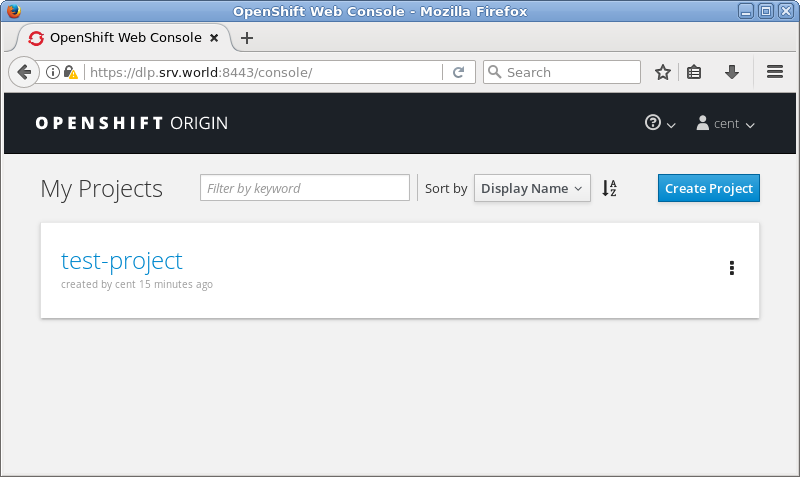 OpenShift Web Console - Mozilla Firefox
OpenShift Web Console
https://dlp.srv.world:8443/console/
Search
OPENSHIFT ORIGIN
cent
My Projects
Filter by keyword
Sort by
Display Name
A
Z
Create Project
test-project
created by cent 15 minutes ago